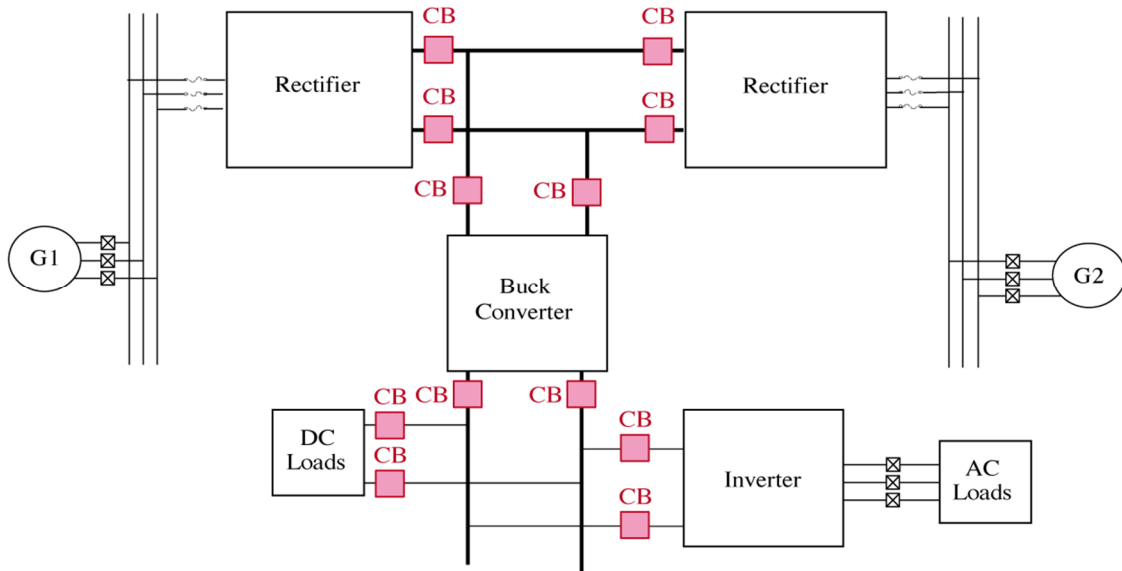 CB
CB
Rectifier
Rectifier
CB
CB
CB
CB
G1
G2
Buck
Converter
CB
CB
CB
CB
DC
Loads
CB
CB
Inverter
AC
Loads
CB